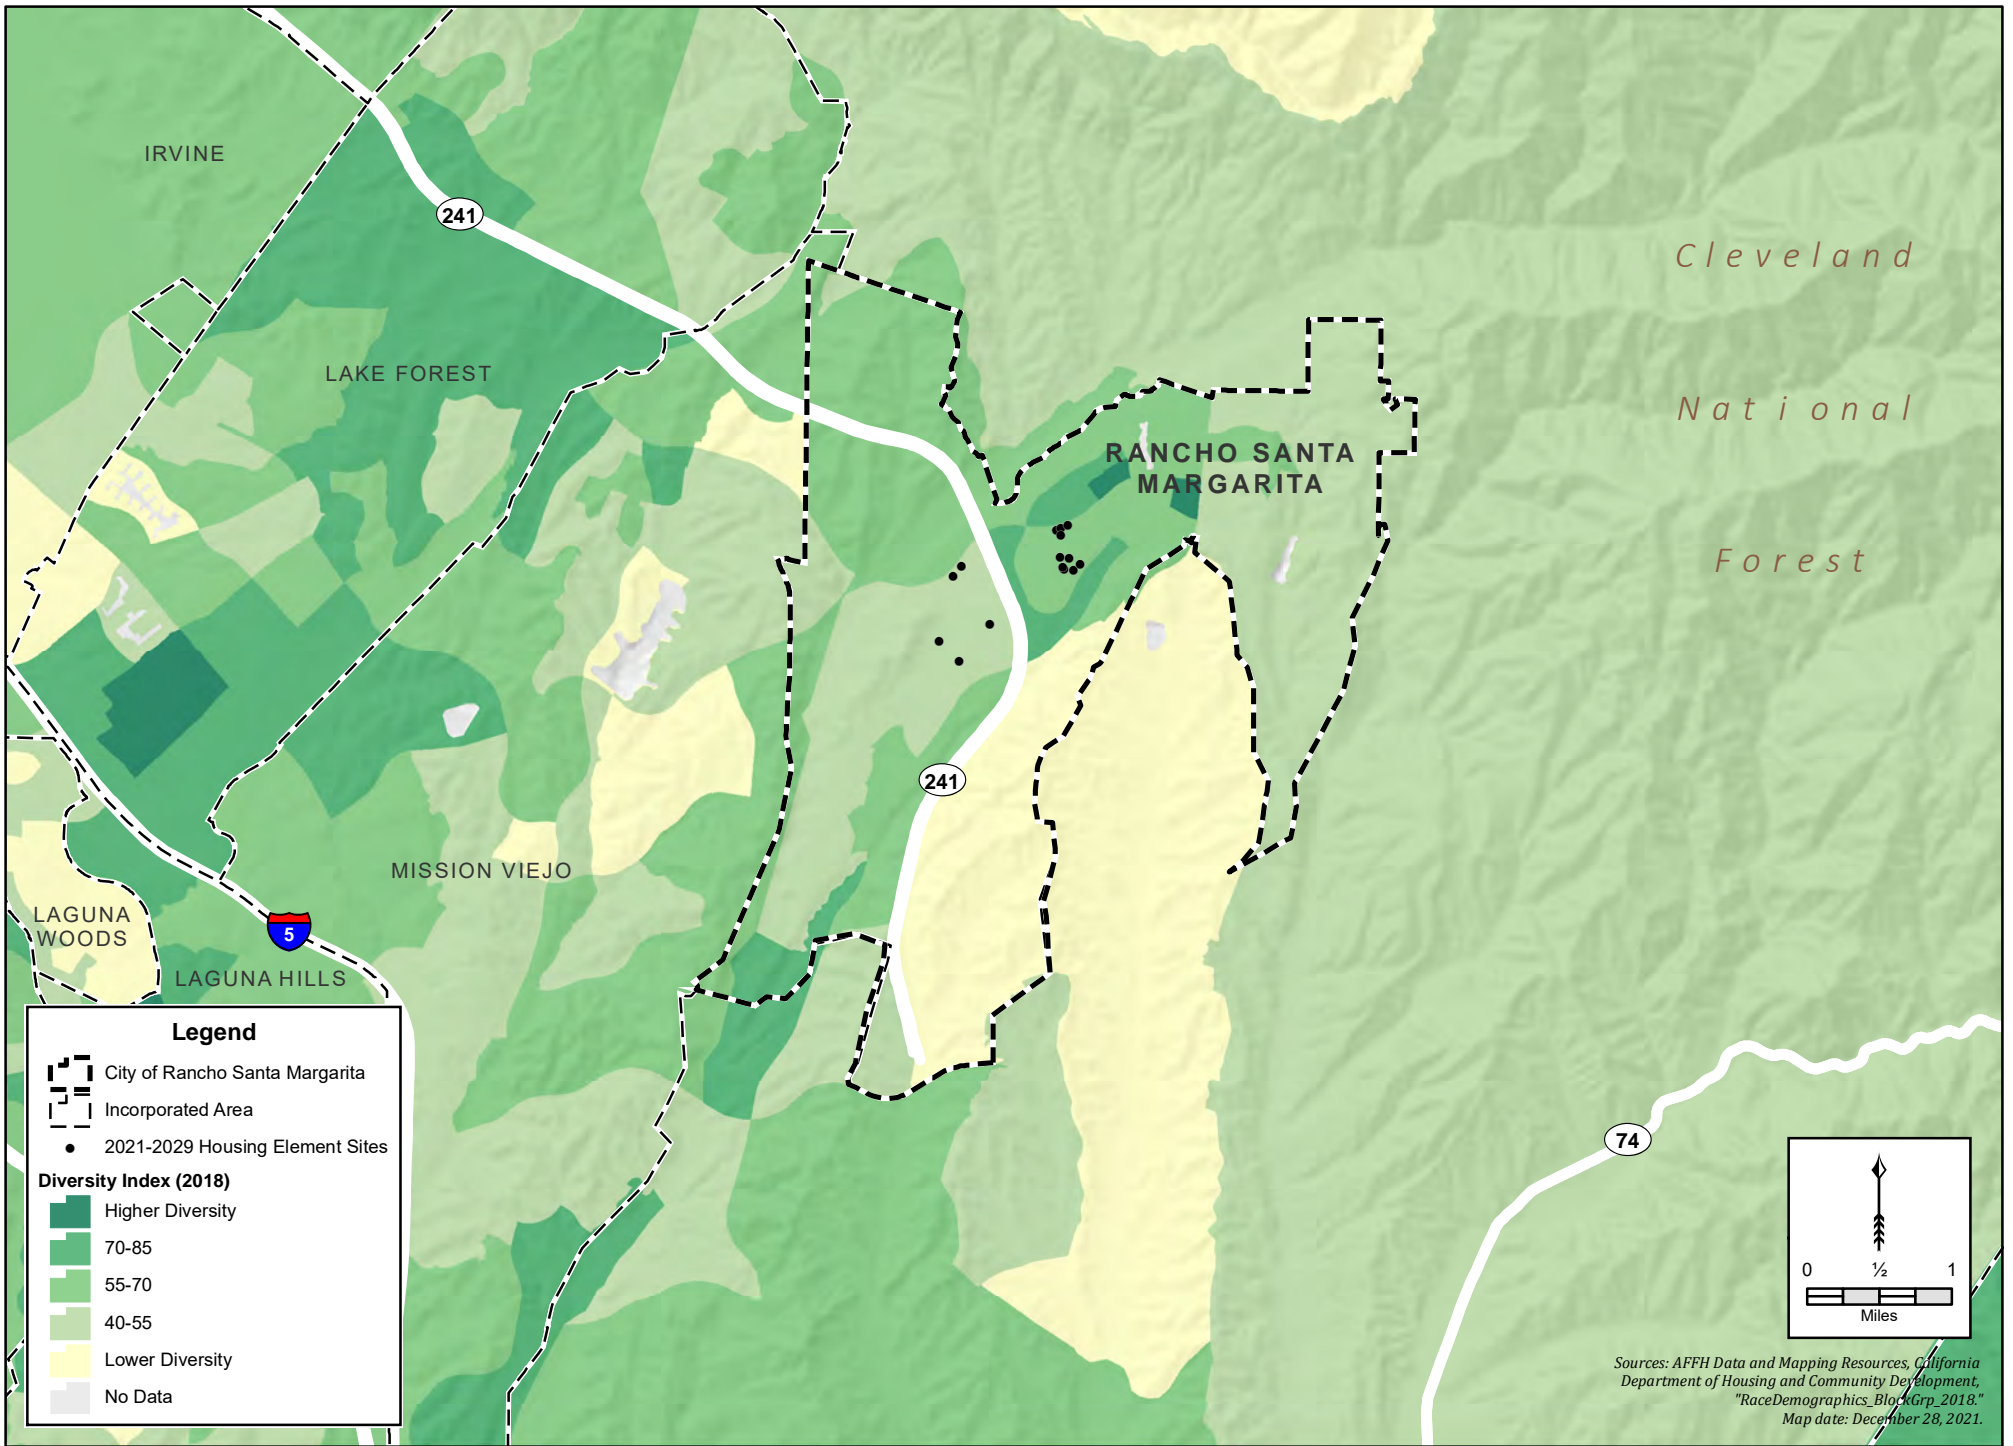 IRVINE
241
Cleveland
LAKE FOREST
National
RANCHO SANTA
MARGARITA
Forest
241
MISSION VIEJO
LAGUNA
WOODS
5
LAGUNA HILLS
Legend
City of Rancho Santa Margarita
Incorporated Area
2021-2029 Housing Element Sites
Diversity Index (2018)
Higher Diversity
70-85
55-70
40-55
Lower Diversity
No Data
74
0 ½ 1
Miles
Sources: AFFH Data and Mapping Resources, California
Department of Housing and Community Development,
"RaceDemographics_BlockGrp_2018."
Map date: December 28, 2021.